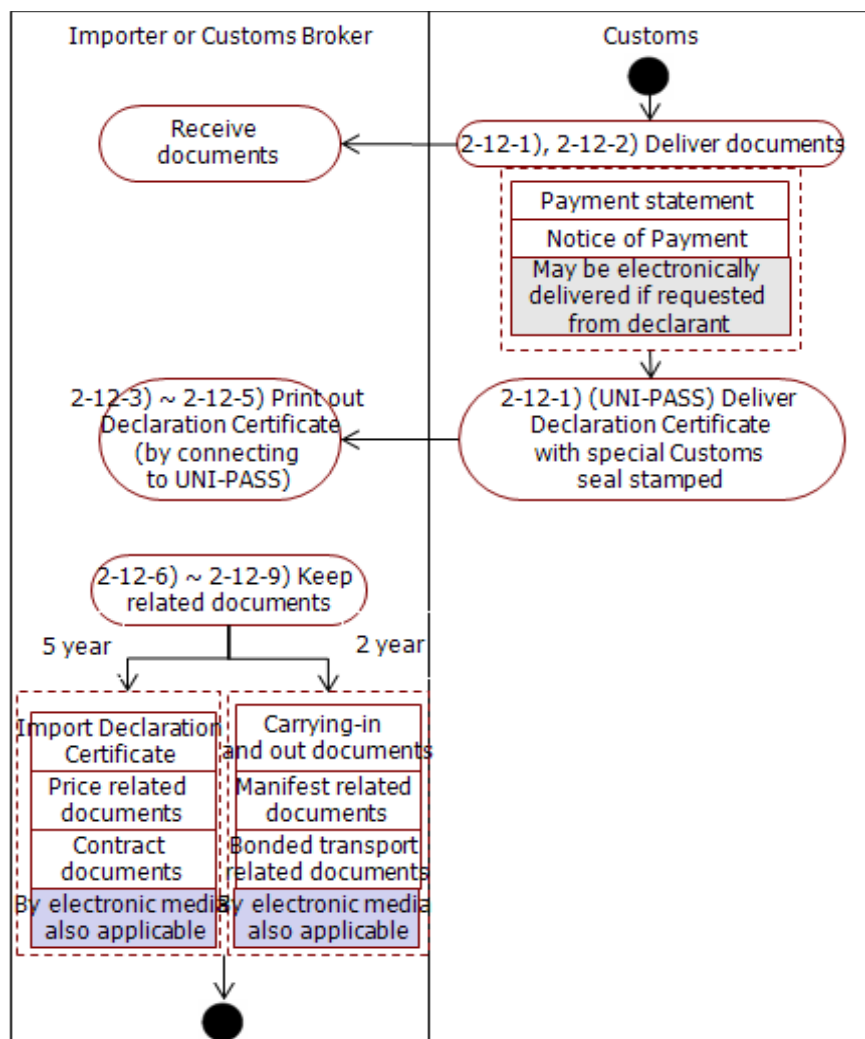 Importer or Customs Broker
Customs
Receive
documents
2-12-1), 2-12-2) Deliver documents
Payment statement
Notice of Payment
May be electronically
delivered if requested
from declarant
2-12-3) ~ 2-12-5) Print out
Declaration Certificate
(by connecting
to UNI-PASS)
2-12-1) (UNI-PASS) Deliver
Declaration Certificate
with special Customs
seal stamped
2-12-6) ~ 2-12-9) Keep
related documents
5 year
2 year
Import Declaration
Certificate
Price related
documents
Contract
documents
By electronic media
also applicable
Carrying-in
and out documents
Manifest related
documents
Bonded transport
related documents
By electronic media
also applicable